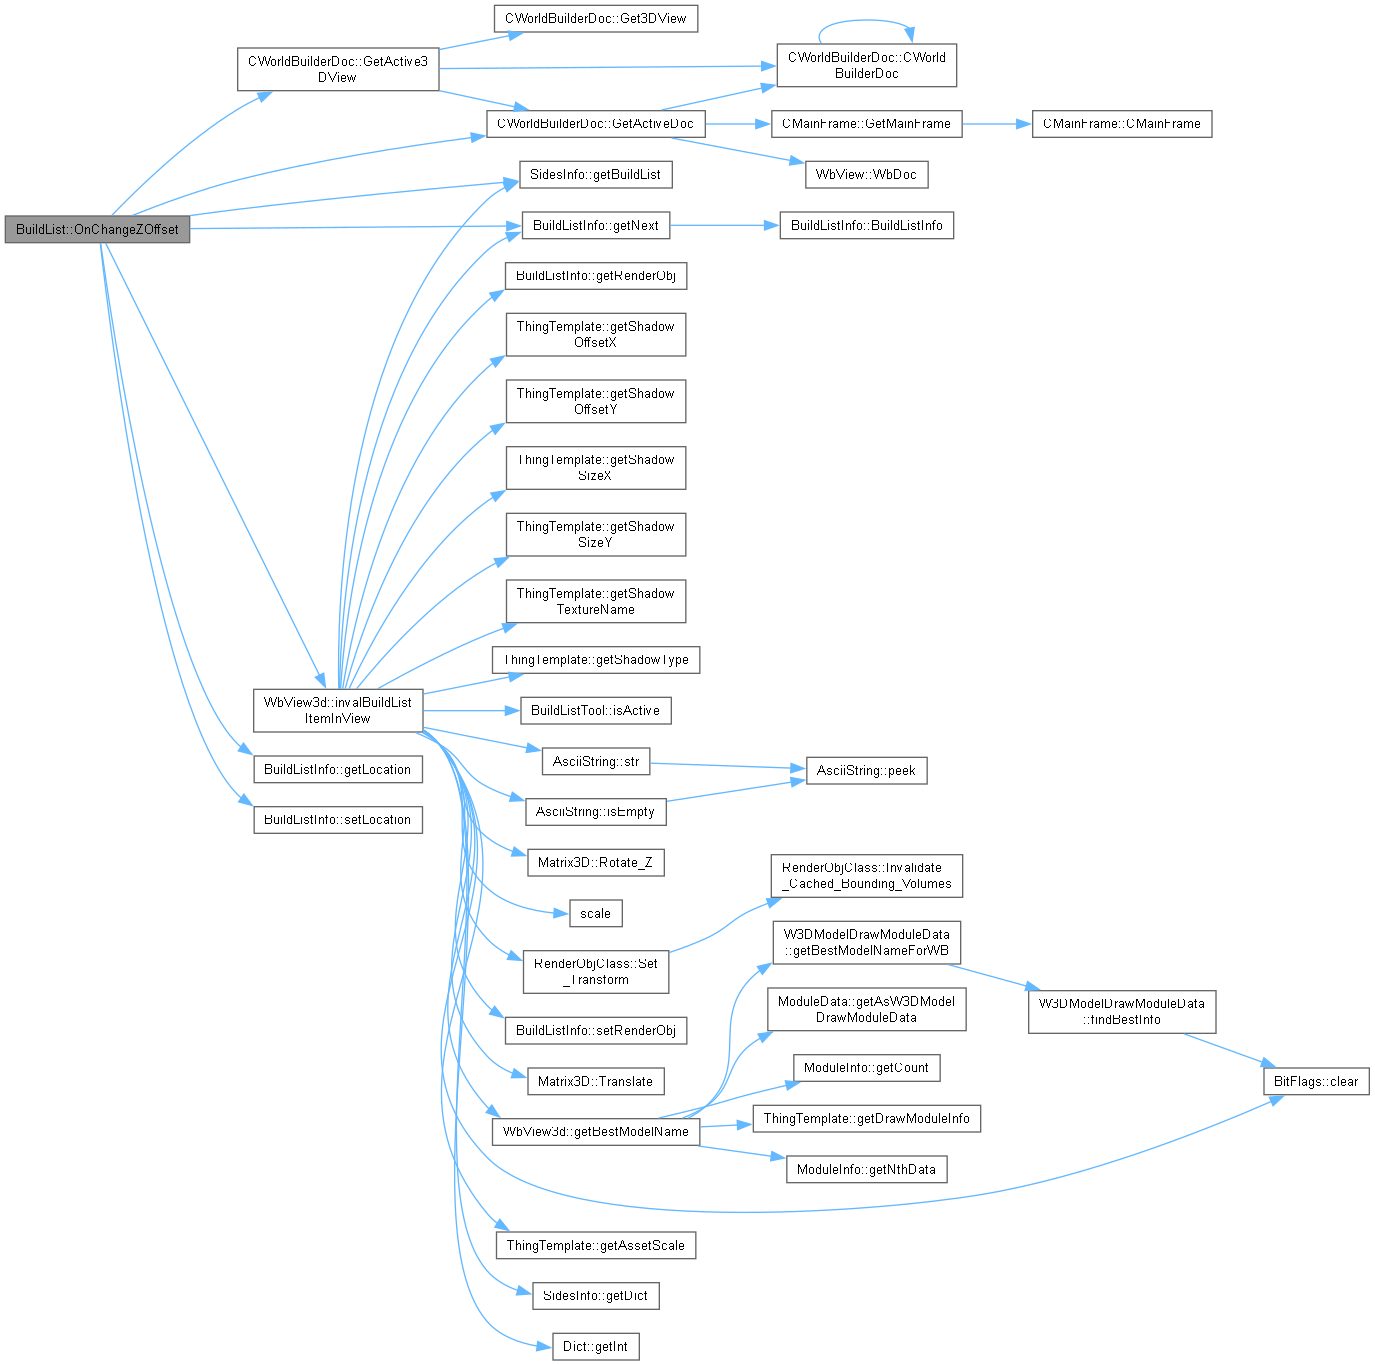 CWorldBuilderDoc::Get3DView
CWorldBuilderDoc::GetActive3
DView
CWorldBuilderDoc::CWorld
BuilderDoc
CWorldBuilderDoc::GetActiveDoc
CMainFrame::GetMainFrame
CMainFrame::CMainFrame
WbView::WbDoc
SidesInfo::getBuildList
BuildList::OnChangeZOffset
BuildListInfo::getNext
BuildListInfo::BuildListInfo
BuildListInfo::getRenderObj
ThingTemplate::getShadow
OffsetX
ThingTemplate::getShadow
OffsetY
ThingTemplate::getShadow
SizeX
ThingTemplate::getShadow
SizeY
ThingTemplate::getShadow
TextureName
ThingTemplate::getShadowType
WbView3d::invalBuildList
ItemInView
BuildListTool::isActive
AsciiString::str
BuildListInfo::getLocation
AsciiString::peek
BuildListInfo::setLocation
AsciiString::isEmpty
Matrix3D::Rotate_Z
RenderObjClass::Invalidate
_Cached_Bounding_Volumes
scale
W3DModelDrawModuleData
::getBestModelNameForWB
RenderObjClass::Set
_Transform
ModuleData::getAsW3DModel
DrawModuleData
W3DModelDrawModuleData
::findBestInfo
BuildListInfo::setRenderObj
ModuleInfo::getCount
Matrix3D::Translate
BitFlags::clear
ThingTemplate::getDrawModuleInfo
WbView3d::getBestModelName
ModuleInfo::getNthData
ThingTemplate::getAssetScale
SidesInfo::getDict
Dict::getInt